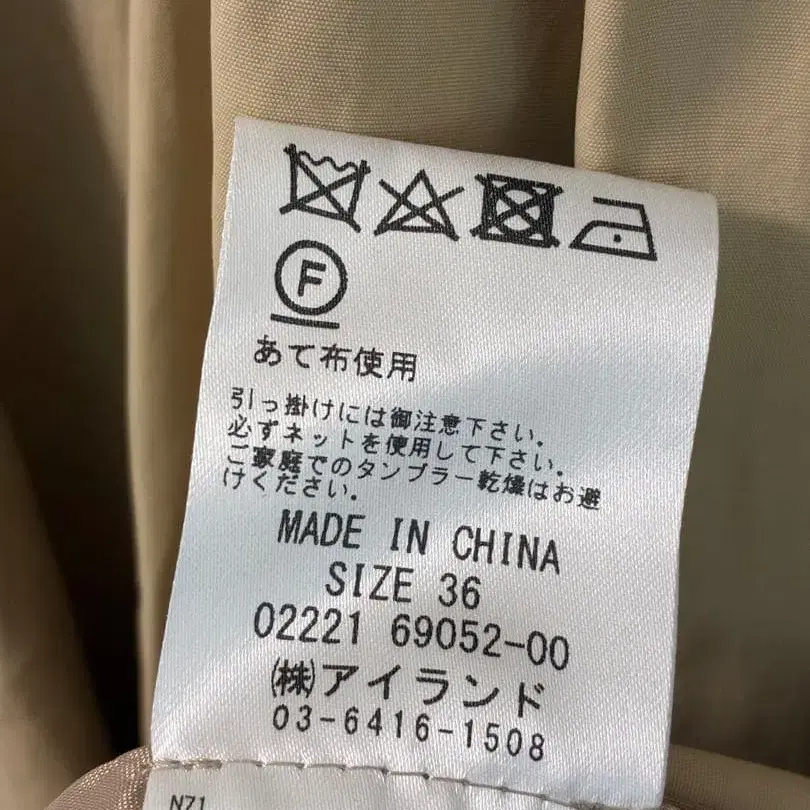 F
あて布使用
引っ掛けには御注意下さい。
必ずネットを使用して下さい。
ご家庭でのタンブラー乾燥はお避
けください。
MADE IN CHINA
SIZE 36
02221 69052-00
㈱アイランド
03-6416-1508
NZ1